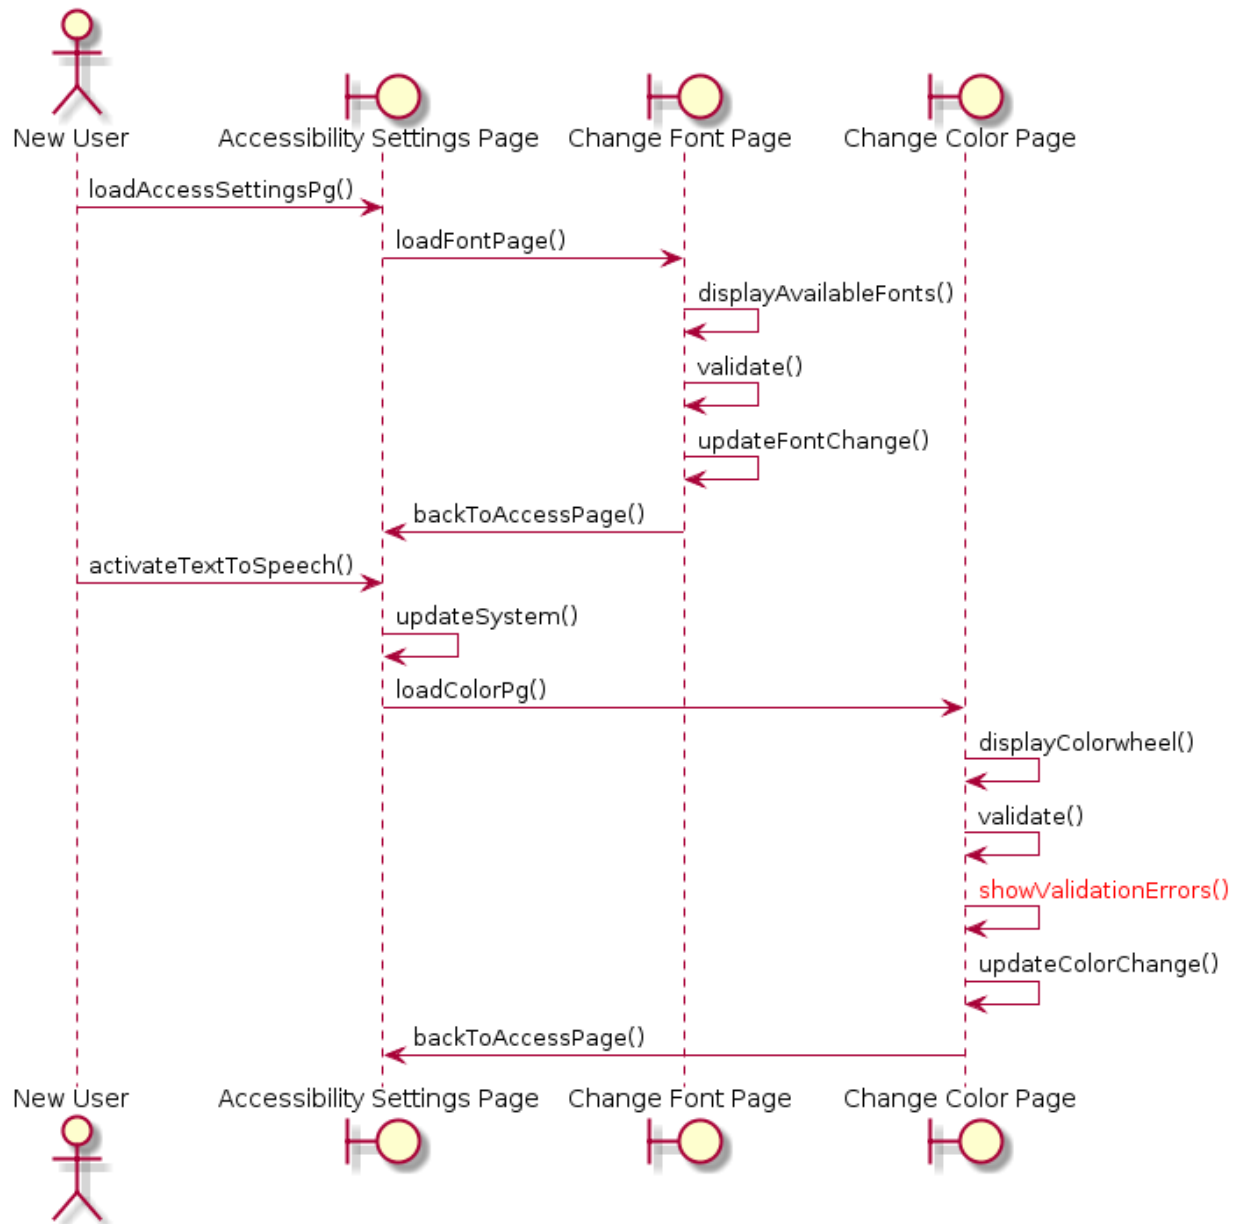 New User
Accessibility Settings Page
Change Font Page
Change Color Page
loadAccessSettingsPg()
loadFontPage()
displayAvailableFonts()
validate()
updateFontChange()
backToAccessPage()
activateTextToSpeech()
updateSystem()
loadColorPg()
displayColorwheel()
validate()
showValidationErrors()
updateColorChange()
backToAccessPage()
New User
Accessibility Settings Page
Change Font Page
Change Color Page